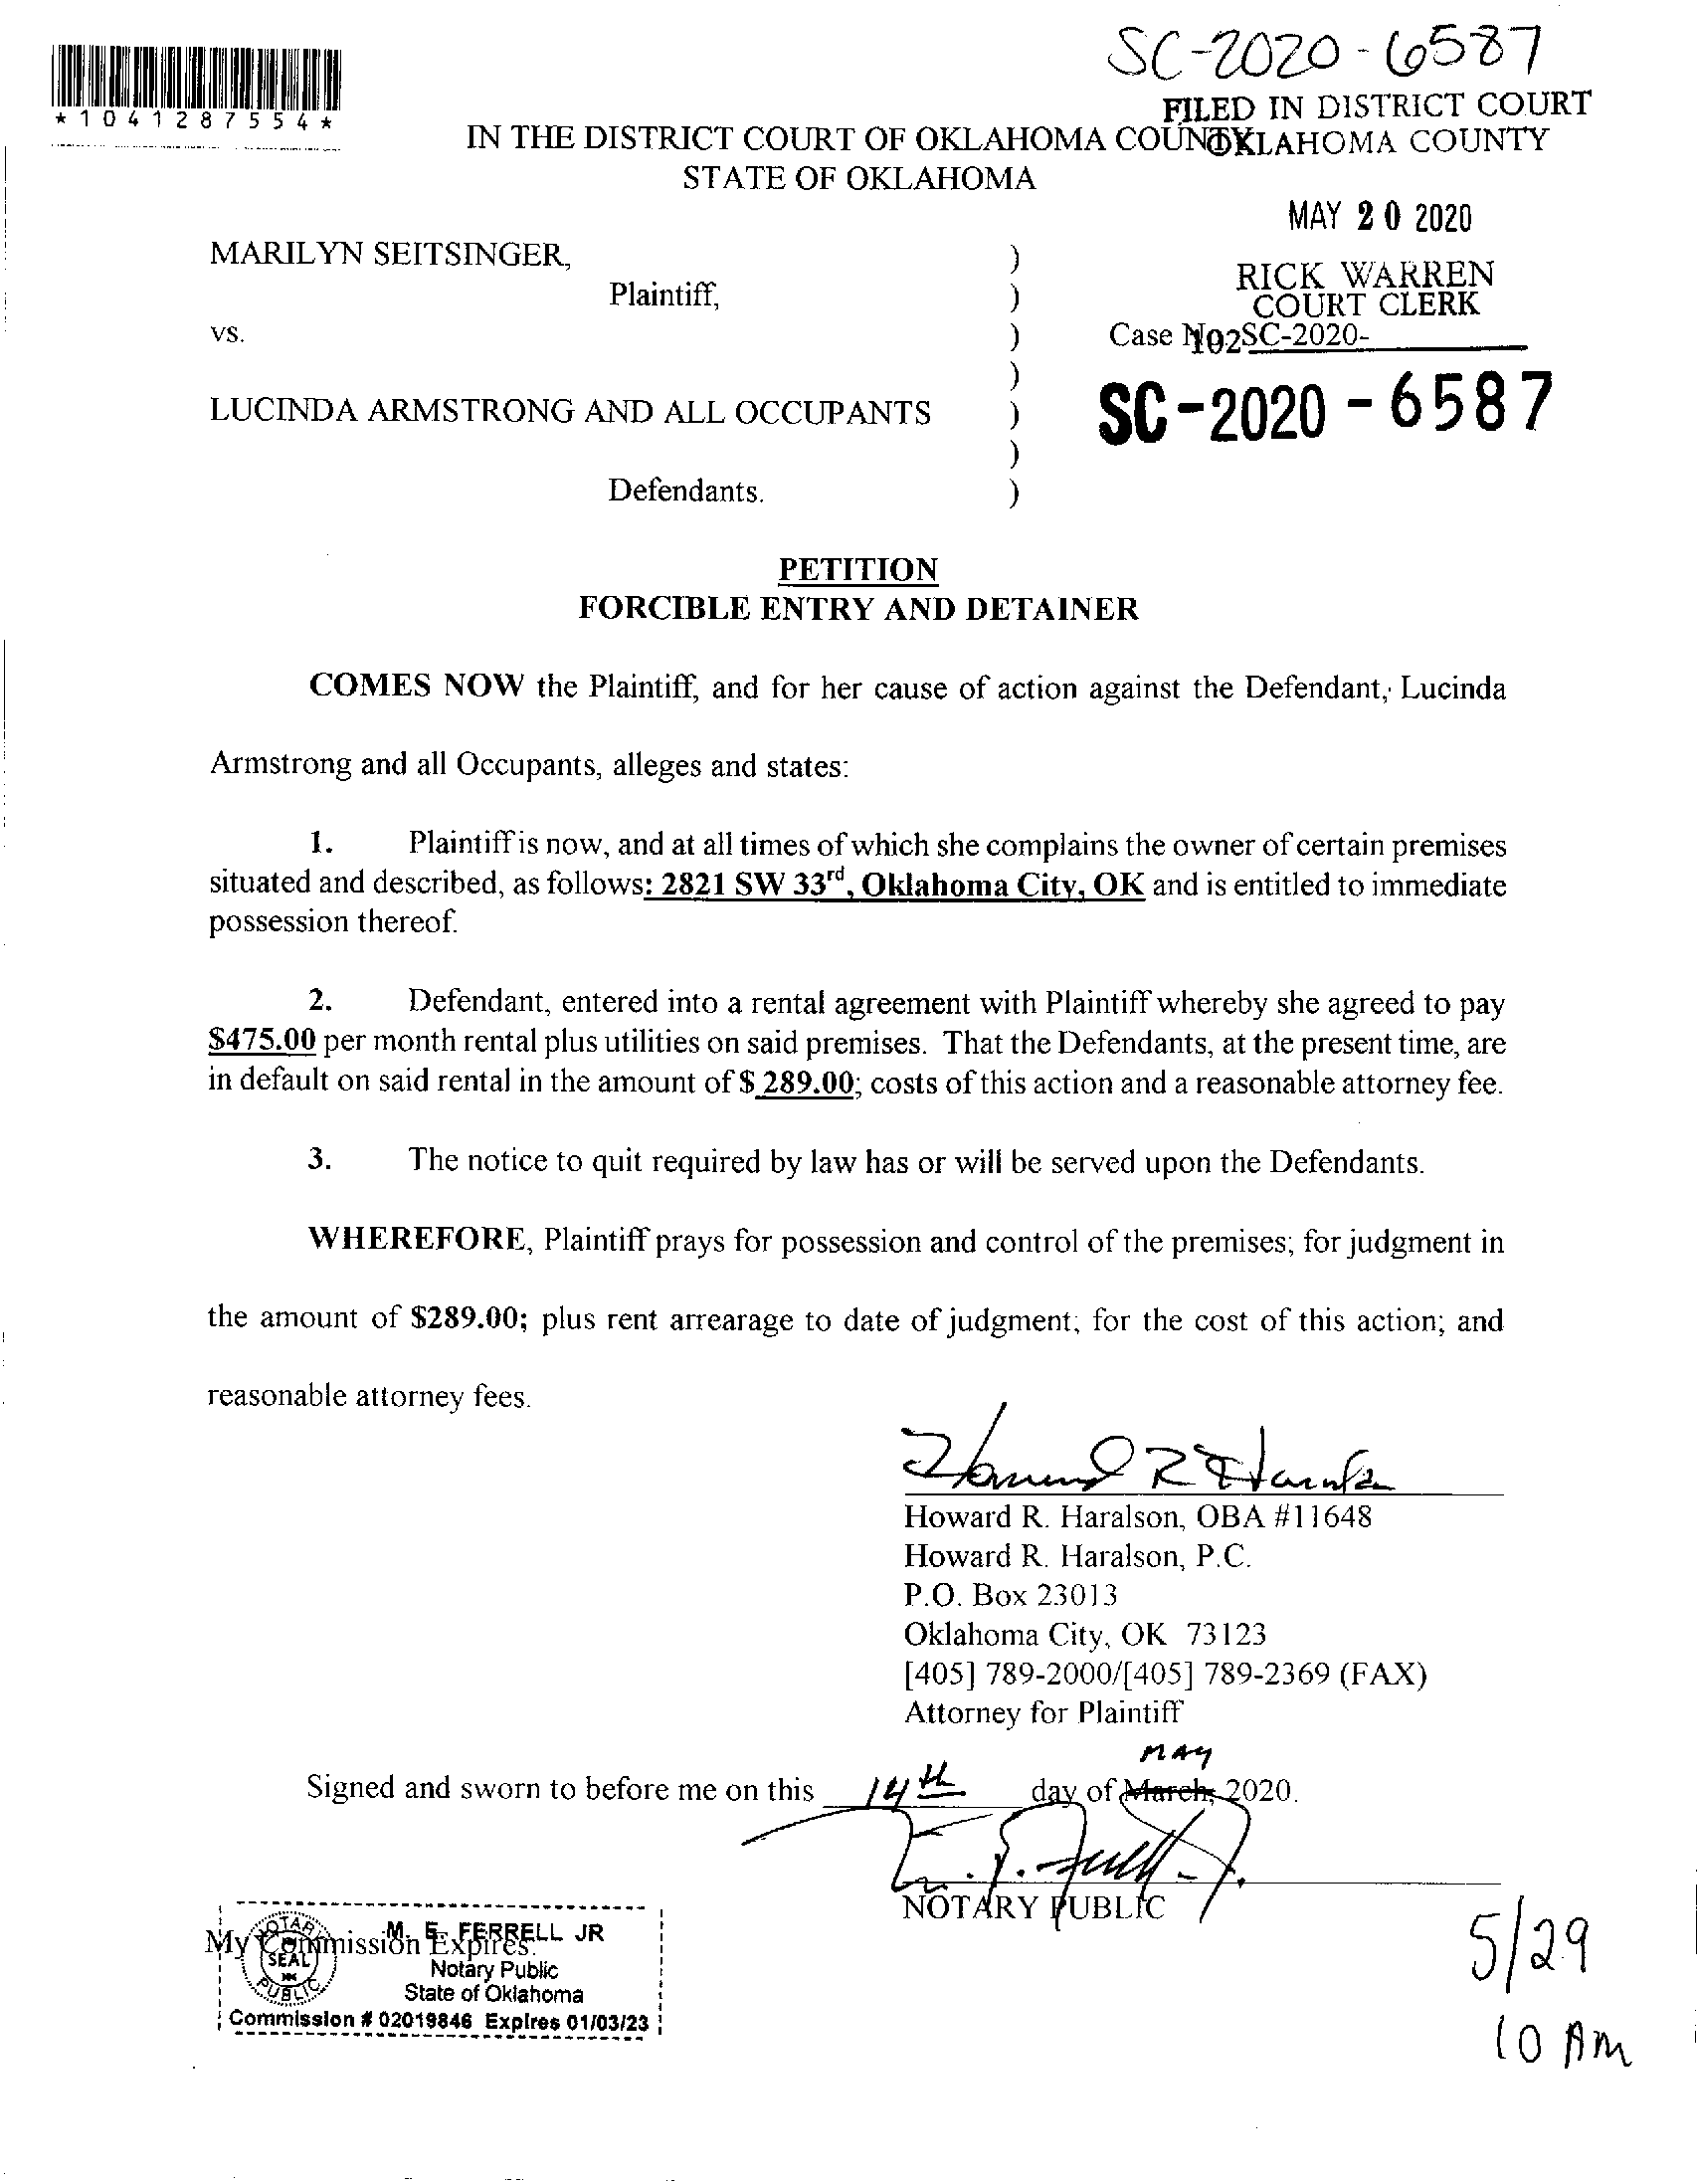 SC-2020-6587
*1041287554*
FILED IN DISTRICT COURT
OKLAHOMA COUNTY
IN THE DISTRICT COURT OF OKLAHOMA COUNTY
STATE OF OKLAHOMA
MAY 20 2020
RICK WARREN
COURT CLERK
102
MARILYN SEITSINGER, )
Plaintiff, )
vs. ) Case No. SC-2020-
)
LUCINDA ARMSTRONG AND ALL OCCUPANTS ) SC-2020-6587
)
Defendants. )
PETITION
FORCIBLE ENTRY AND DETAINER
COMES NOW the Plaintiff, and for her cause of action against the Defendant, Lucinda
Armstrong and all Occupants, alleges and states:
1. Plaintiff is now, and at all times of which she complains the owner of certain premises
situated and described, as follows: 2821 SW 33rd, Oklahoma City, OK and is entitled to immediate
possession thereof.
2. Defendant, entered into a rental agreement with Plaintiff whereby she agreed to pay
$475.00 per month rental plus utilities on said premises. That the Defendants, at the present time, are
in default on said rental in the amount of $ 289.00; costs of this action and a reasonable attorney fee.
3. The notice to quit required by law has or will be served upon the Defendants.
WHEREFORE, Plaintiff prays for possession and control of the premises; for judgment in
the amount of $289.00; plus rent arrearage to date of judgment; for the cost of this action; and
reasonable attorney fees.
Howard R Haralson
Howard R. Haralson, OBA #11648
Howard R. Haralson, P.C.
P.O. Box 23013
Oklahoma City, OK 73123
[405] 789-2000/[405] 789-2369 (FAX)
Attorney for Plaintiff
MAY
Signed and sworn to before me on this 14th day of March, 2020.
NOTARY PUBLIC
My Commission Expires:
M. E. FERRELL JR
NOTARY SEAL PUBLIC
Notary Public
State of Oklahoma
Commission # 02019846 Expires 01/03/23
5/29
10 AM